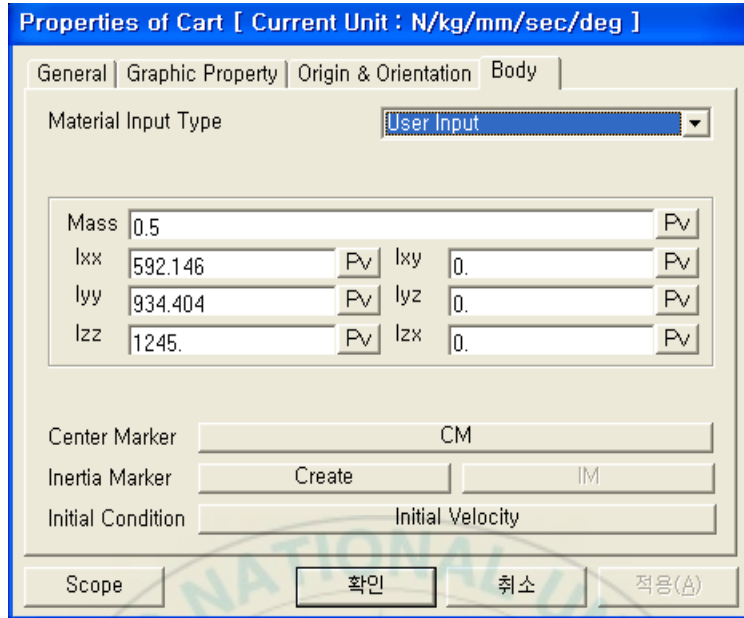 Properties of Cart [ Current Unit : N/kg/mm/sec/deg ]
General Graphic Property Origin & Orientation Body
Material Input Type User Input
Mass 0.5 Pv
Ixx 592.146 Pv Ixy 0. Pv
Iyy 934.404 Pv Iyz 0. Pv
Izz 1245. Pv Izx 0. Pv
Center Marker CM
Inertia Marker Create IM
Initial Condition Initial Velocity
Scope 확인 취소 적용(A)
NATIONAL